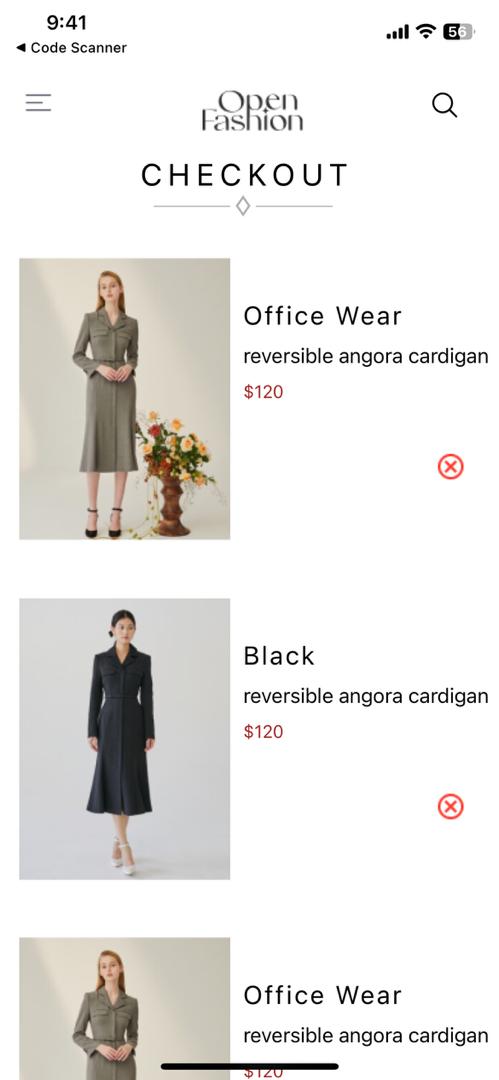 9:41
56
◀ Code Scanner
Open
Fashion
CHECKOUT
Office Wear
reversible angora cardigan
$120
Black
reversible angora cardigan
$120
Office Wear
reversible angora cardigan
$120